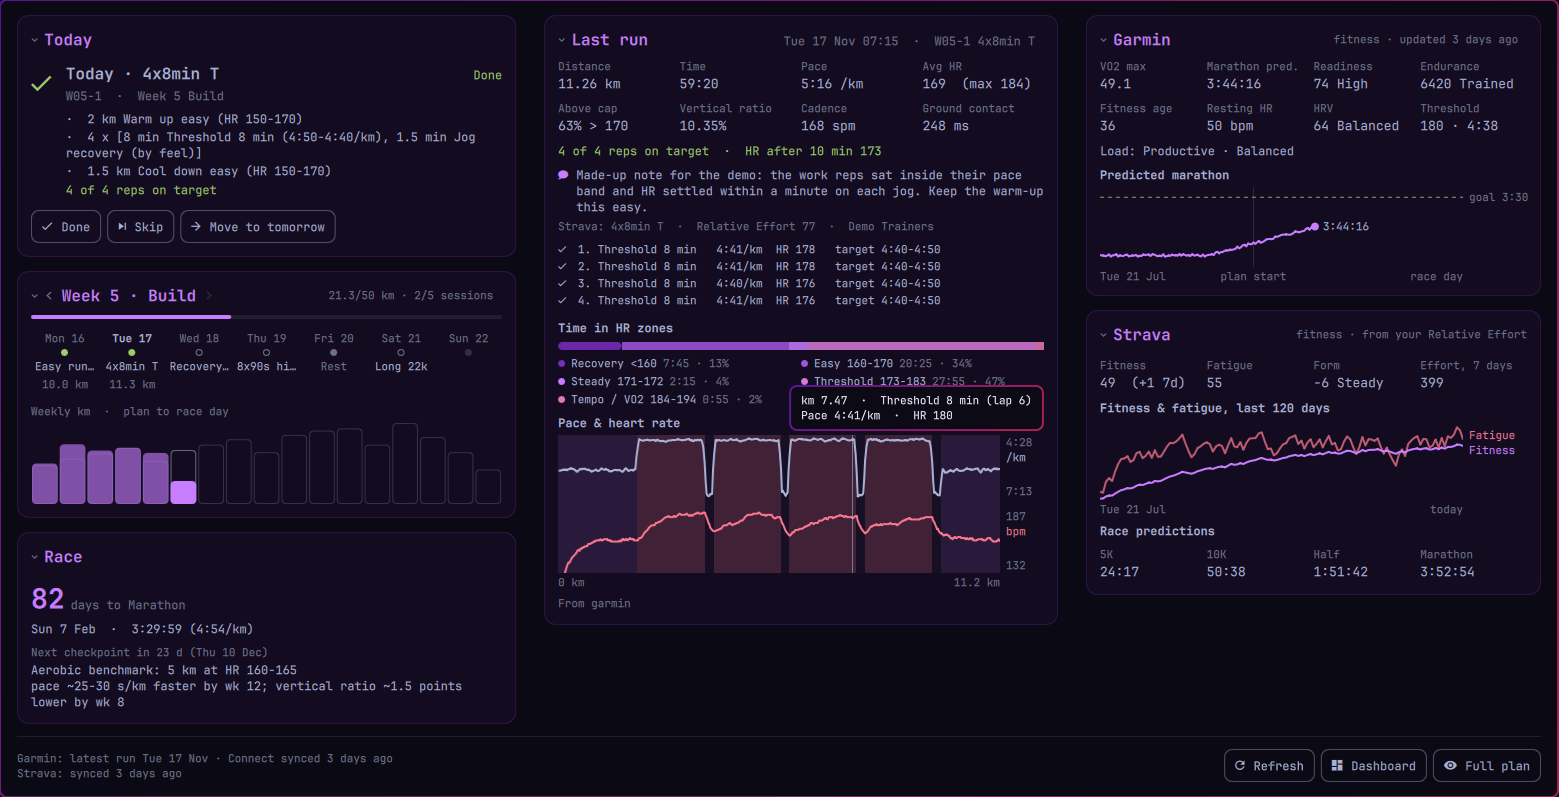 Today
Today · 4x8min T
Done
W05-1 · Week 5 Build
· 2 km Warm up easy (HR 150-170)
· 4 x [8 min Threshold 8 min (4:50-4:40/km), 1.5 min Jog
recovery (by feel)]
· 1.5 km Cool down easy (HR 150-170)
4 of 4 reps on target
Done
Skip
Move to tomorrow
Week 5 · Build
21.3/50 km · 2/5 sessions
Mon 16 Tue 17 Wed 18 Thu 19 Fri 20 Sat 21 Sun 22
Easy run… 4x8min T Recovery… 8x90s hi… Rest Long 22k
10.0 km 11.3 km
Weekly km · plan to race day
Race
82 days to Marathon
Sun 7 Feb · 3:29:59 (4:54/km)
Next checkpoint in 23 d (Thu 10 Dec)
Aerobic benchmark: 5 km at HR 160-165
pace ~25-30 s/km faster by wk 12; vertical ratio ~1.5 points
lower by wk 8
Last run
Tue 17 Nov 07:15 · W05-1 4x8min T
Distance Time Pace Avg HR
11.26 km 59:20 5:16 /km 169 (max 184)
Above cap Vertical ratio Cadence Ground contact
63% > 170 10.35% 168 spm 248 ms
4 of 4 reps on target · HR after 10 min 173
Made-up note for the demo: the work reps sat inside their pace
band and HR settled within a minute on each jog. Keep the warm-up
this easy.
Strava: 4x8min T · Relative Effort 77 · Demo Trainers
1. Threshold 8 min 4:41/km HR 178 target 4:40-4:50
2. Threshold 8 min 4:41/km HR 178 target 4:40-4:50
3. Threshold 8 min 4:40/km HR 176 target 4:40-4:50
4. Threshold 8 min 4:41/km HR 176 target 4:40-4:50
Time in HR zones
Recovery <160 7:45 · 13%
Easy 160-170 20:25 · 34%
Steady 171-172 2:15 · 4%
Threshold 173-183 27:55 · 47%
Tempo / VO2 184-194 0:55 · 2%
km 7.47 · Threshold 8 min (lap 6)
Pace 4:41/km · HR 180
Pace & heart rate
4:28
/km
7:13
187
bpm
132
0 km
11.2 km
From garmin
Garmin
fitness · updated 3 days ago
VO2 max Marathon pred. Readiness Endurance
49.1 3:44:16 74 High 6420 Trained
Fitness age Resting HR HRV Threshold
36 50 bpm 64 Balanced 180 · 4:38
Load: Productive · Balanced
Predicted marathon
goal 3:30
3:44:16
Tue 21 Jul plan start race day
Strava
fitness · from your Relative Effort
Fitness Fatigue Form Effort, 7 days
49 (+1 7d) 55 -6 Steady 399
Fitness & fatigue, last 120 days
Fatigue
Fitness
Tue 21 Jul
today
Race predictions
5K 10K Half Marathon
24:17 50:38 1:51:42 3:52:54
Garmin: latest run Tue 17 Nov · Connect synced 3 days ago
Strava: synced 3 days ago
Refresh
Dashboard
Full plan